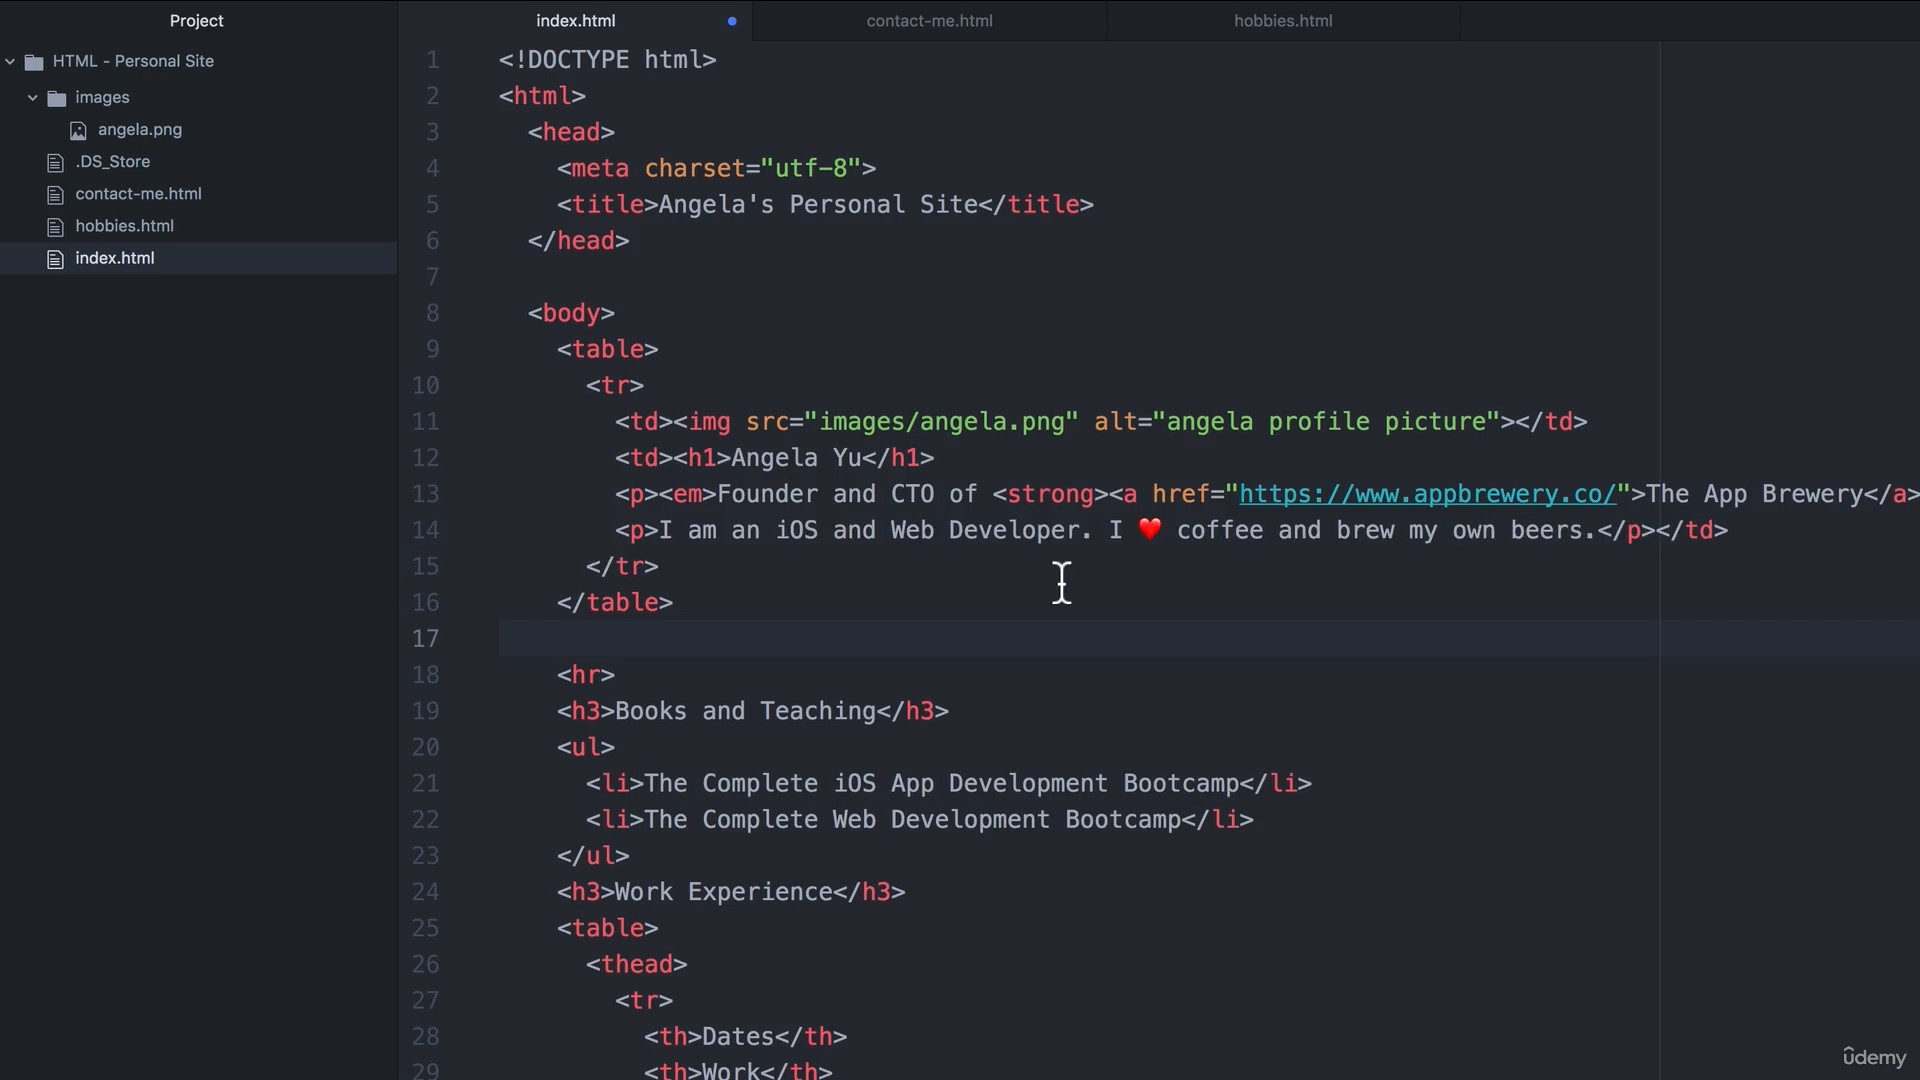 Project
HTML - Personal Site
images
angela.png
.DS_Store
contact-me.html
hobbies.html
index.html
index.html
contact-me.html
hobbies.html
1 <!DOCTYPE html>
2 <html>
3 <head>
4 <meta charset="utf-8">
5 <title>Angela's Personal Site</title>
6 </head>
7
8 <body>
9 <table>
10 <tr>
11 <td><img src="images/angela.png" alt="angela profile picture"></td>
12 <td><h1>Angela Yu</h1>
13 <p><em>Founder and CTO of <strong><a href="https://www.appbrewery.co/">The App Brewery</a>
14 <p>I am an iOS and Web Developer. I ❤️ coffee and brew my own beers.</p></td>
15 </tr>
16 </table>
17
18 <hr>
19 <h3>Books and Teaching</h3>
20 <ul>
21 <li>The Complete iOS App Development Bootcamp</li>
22 <li>The Complete Web Development Bootcamp</li>
23 </ul>
24 <h3>Work Experience</h3>
25 <table>
26 <thead>
27 <tr>
28 <th>Dates</th>
29 <th>Work</th>
udemy